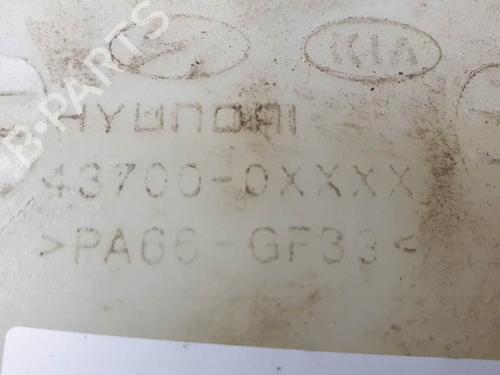 KIA
B-PARTS
HYUNDAI
43700-0XXXX
>PA66-GF33<